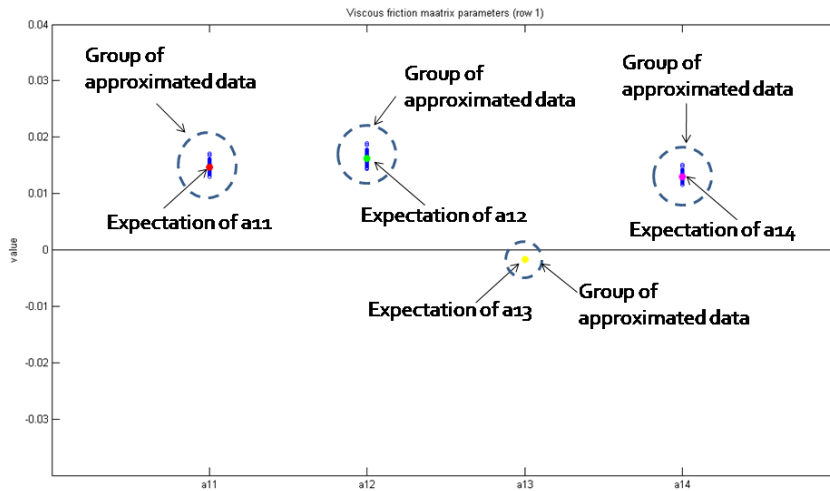 Viscous friction maatrix parameters (row 1)
0.04
0.03
0.02
0.01
0
-0.01
-0.02
-0.03
value
Group of
approximated data
Group of
approximated data
Group of
approximated data
Expectation of a11
Expectation of a12
Expectation of a14
Expectation of a13
Group of
approximated data
a11
a12
a13
a14